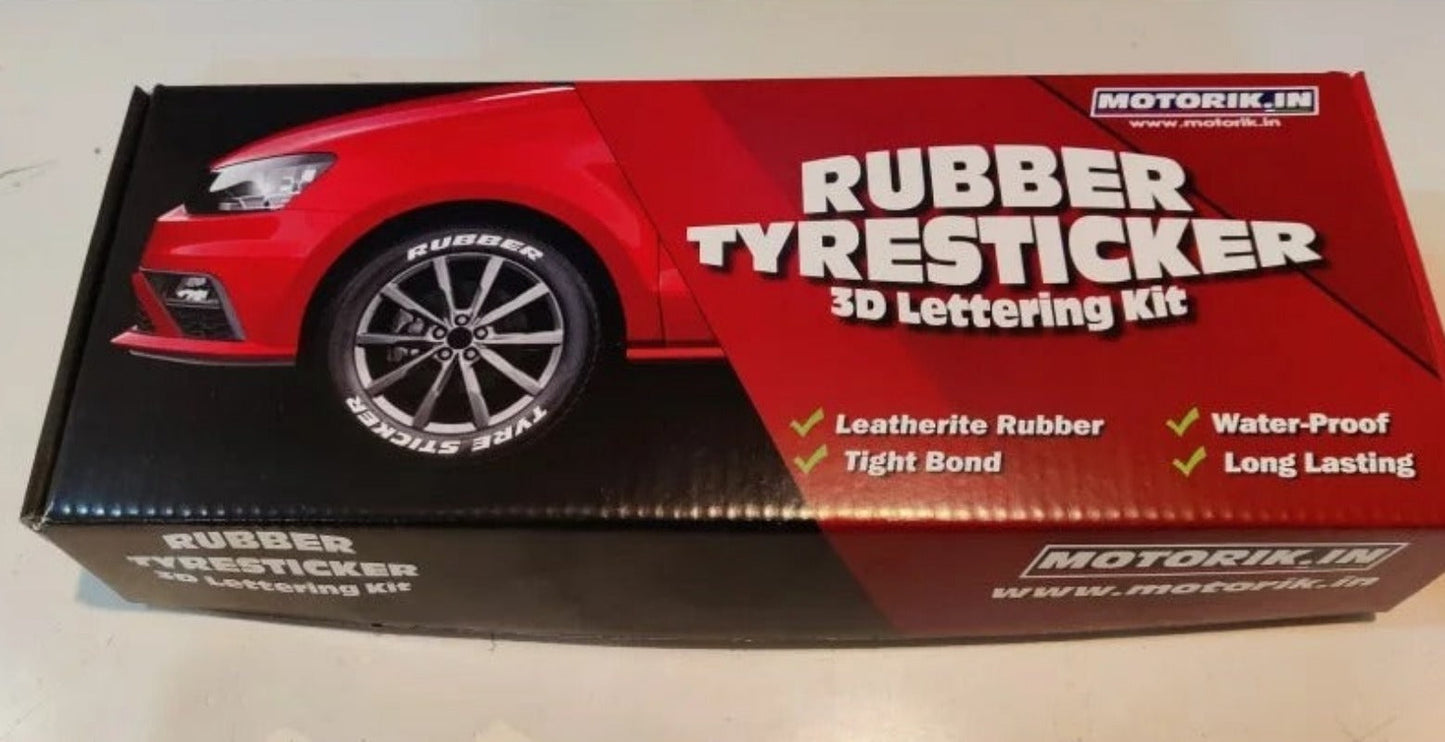 MOTORIK.IN
www.motorik.in
RUBBER
TYRESTICKER
3D Lettering Kit
RUBBER
TYRE STICKER
Leatherite Rubber
Water-Proof
Tight Bond
Long Lasting
RUBBER
TYRESTICKER
3D Lettering Kit
MOTORIK.IN
www.motorik.in